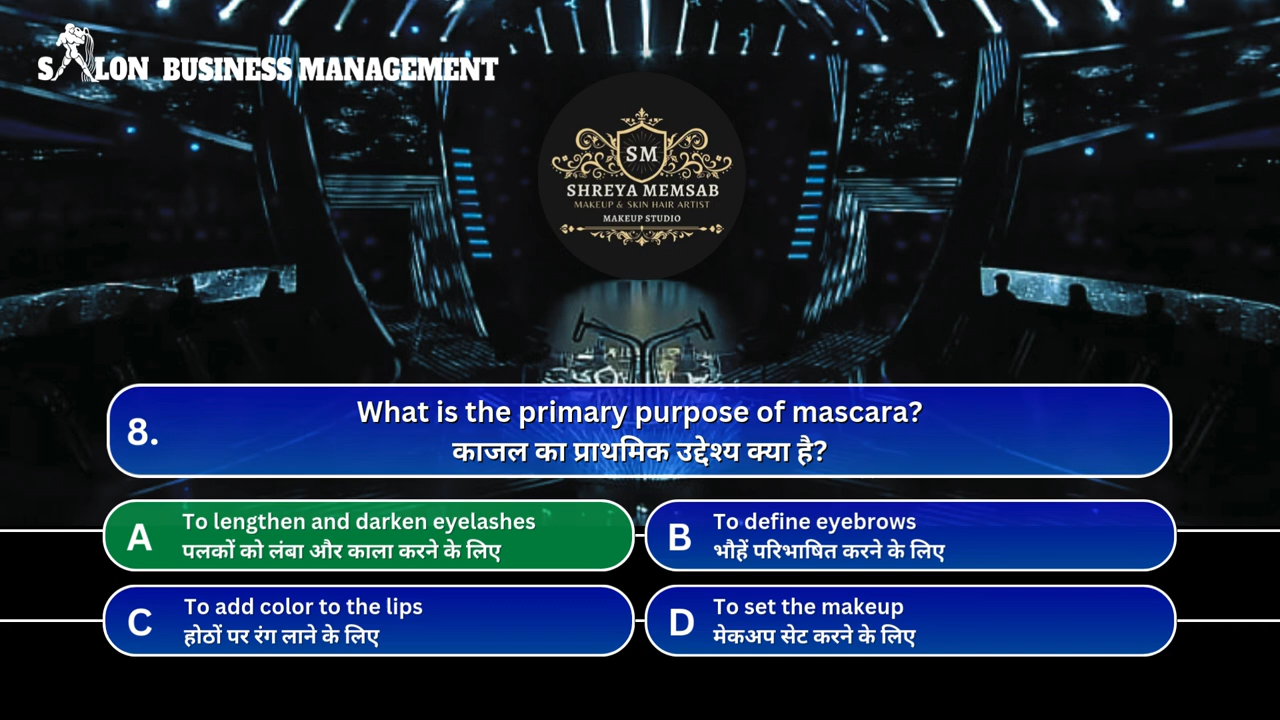 SALON BUSINESS MANAGEMENT
SM
SHREYA MEMSAB
MAKEUP & SKIN HAIR ARTIST
MAKEUP STUDIO
8.
What is the primary purpose of mascara?
काजल का प्राथमिक उद्देश्य क्या है?
A
To lengthen and darken eyelashes
पलकों को लंबा और काला करने के लिए
B
To define eyebrows
भौहें परिभाषित करने के लिए
C
To add color to the lips
होठों पर रंग लाने के लिए
D
To set the makeup
मेकअप सेट करने के लिए